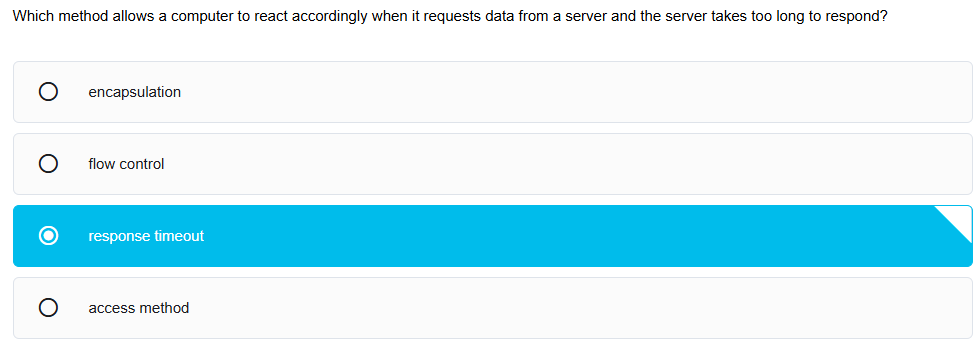 Which method allows a computer to react accordingly when it requests data from a server and the server takes too long to respond?
encapsulation
flow control
response timeout
access method